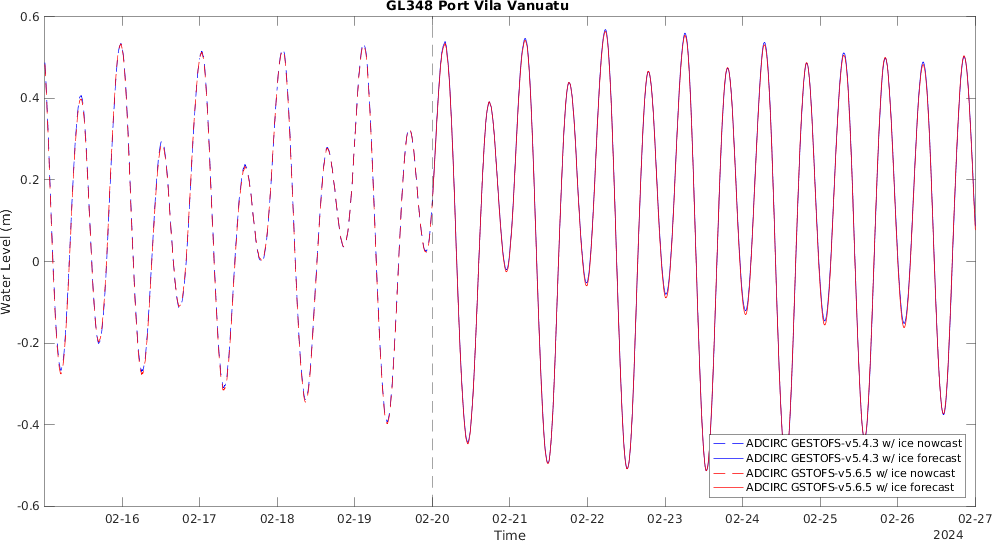 GL348 Port Vila Vanuatu
Water Level (m)
0.6
0.4
0.2
0
-0.2
-0.4
-0.6
ADCIRC GESTOFS-v5.4.3 w/ ice nowcast
ADCIRC GESTOFS-v5.4.3 w/ ice forecast
ADCIRC GSTOFS-v5.6.5 w/ ice nowcast
ADCIRC GSTOFS-v5.6.5 w/ ice forecast
02-16 02-17 02-18 02-19 02-20 02-21 02-22 02-23 02-24 02-25 02-26 02-27
Time
2024